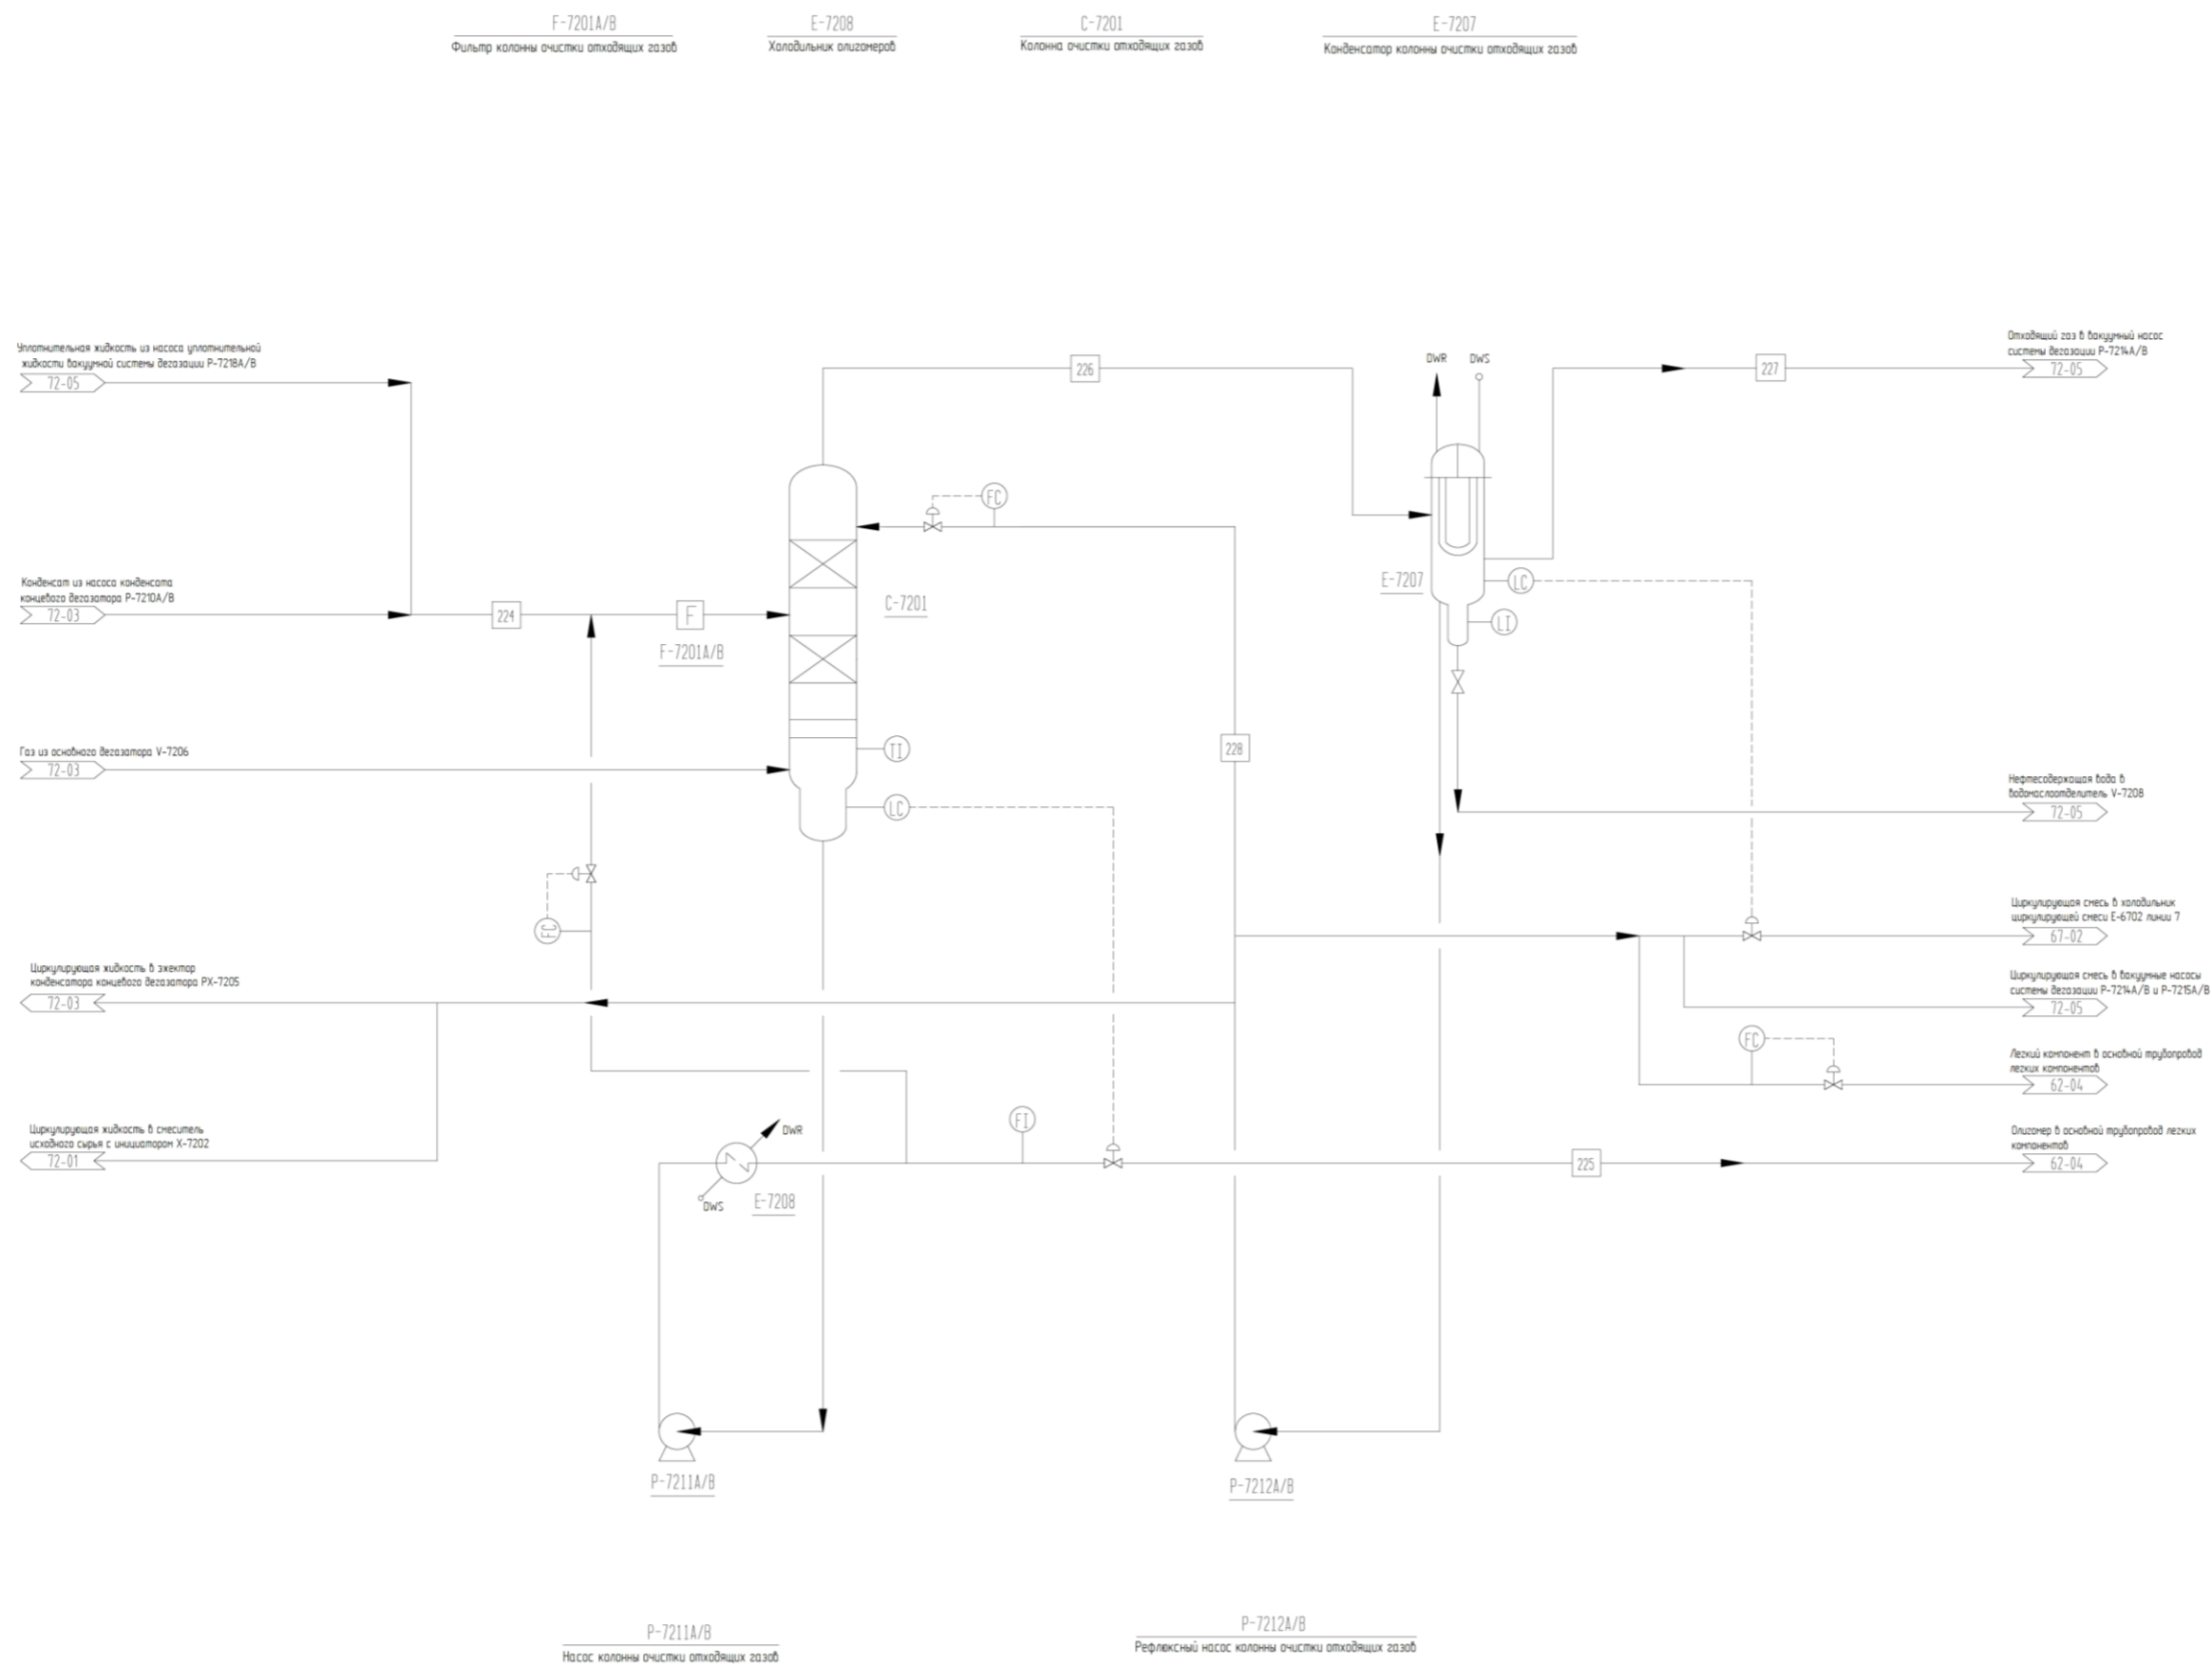 F-7201A/B
Фильтр колонны очистки отходящих газов
E-7208
Холодильник олигомеров
C-7201
Колонна очистки отходящих газов
E-7207
Конденсатор колонны очистки отходящих газов
Уплотнительная жидкость из насоса уплотнительной
жидкости вакуумной системы дегазации P-7218A/B
72-05
226
DWR
DWS
227
Отходящий газ в вакуумный насос
системы дегазации P-7214A/B
72-05
FC
Конденсат из насоса конденсата
концевого дегазатора P-7210A/B
72-03
224
F
F-7201A/B
C-7201
E-7207
LC
LI
Газ из основного дегазатора V-7206
72-03
TI
228
LC
Нефтесодержащая вода в
водомаслоотделитель V-7208
72-05
FC
Циркулирующая смесь в холодильник
циркулирующей смеси E-6702 линии 7
67-02
Циркулирующая жидкость в эжектор
конденсатора концевого дегазатора PX-7205
72-03
Циркулирующая смесь в вакуумные насосы
системы дегазации P-7214A/B и P-7215A/B
72-05
FC
Легкий компонент в основной трубопровод
легких компонентов
62-04
Циркулирующая жидкость в смеситель
исходного сырья с инициатором X-7202
72-01
DWR
DWS
E-7208
FI
225
Олигомер в основной трубопровод легких
компонентов
62-04
P-7211A/B
P-7212A/B
P-7211A/B
Насос колонны очистки отходящих газов
P-7212A/B
Рефлюксный насос колонны очистки отходящих газов